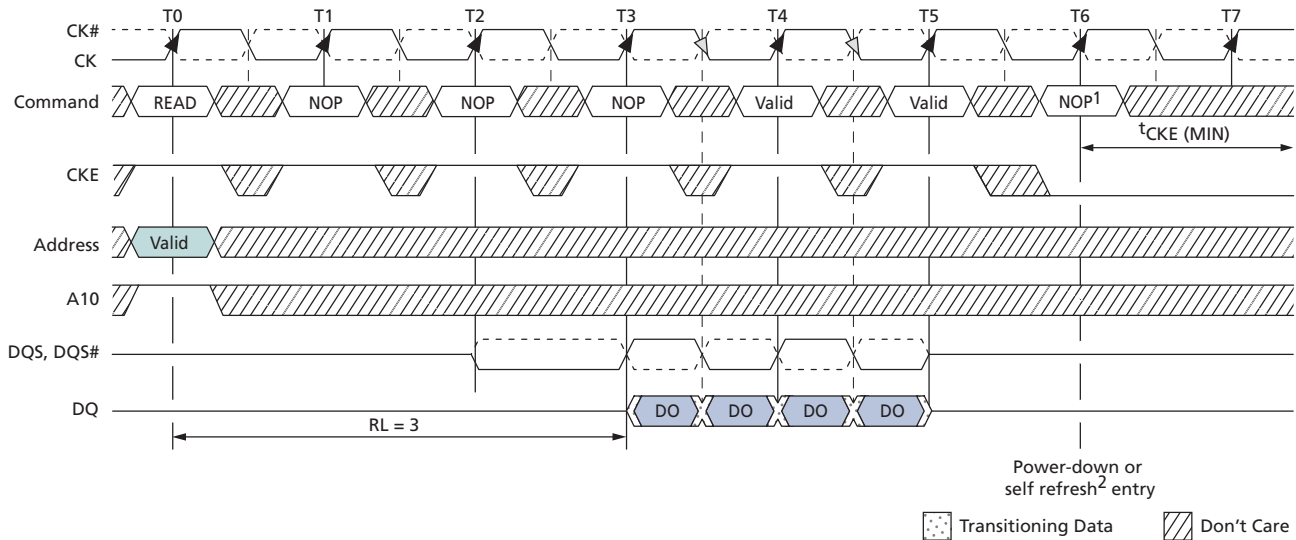 T0 T1 T2 T3 T4 T5 T6 T7
CK#
CK
Command READ NOP NOP NOP Valid Valid NOP1
tCKE (MIN)
CKE
Address Valid
A10
DQS, DQS#
DQ DO DO DO DO
RL = 3
Power-down or
self refresh2 entry
Transitioning Data Don't Care